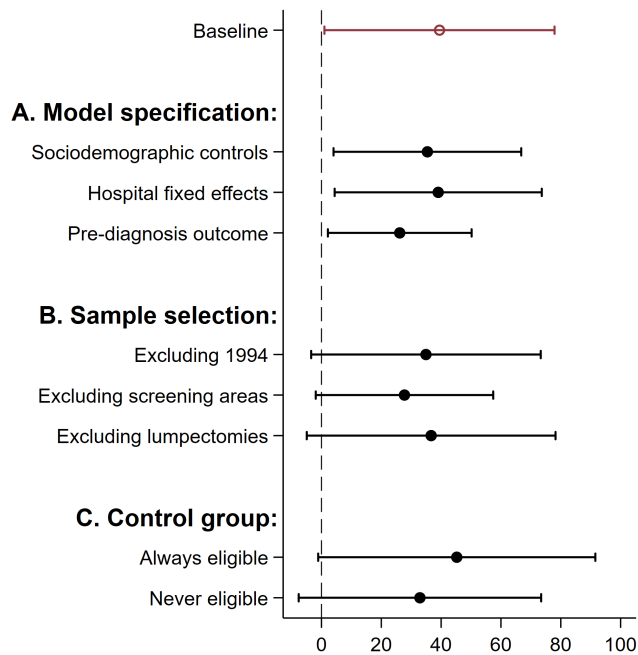 Baseline
A. Model specification:
Sociodemographic controls
Hospital fixed effects
Pre-diagnosis outcome
B. Sample selection:
Excluding 1994
Excluding screening areas
Excluding lumpectomies
C. Control group:
Always eligible
Never eligible
0 20 40 60 80 100